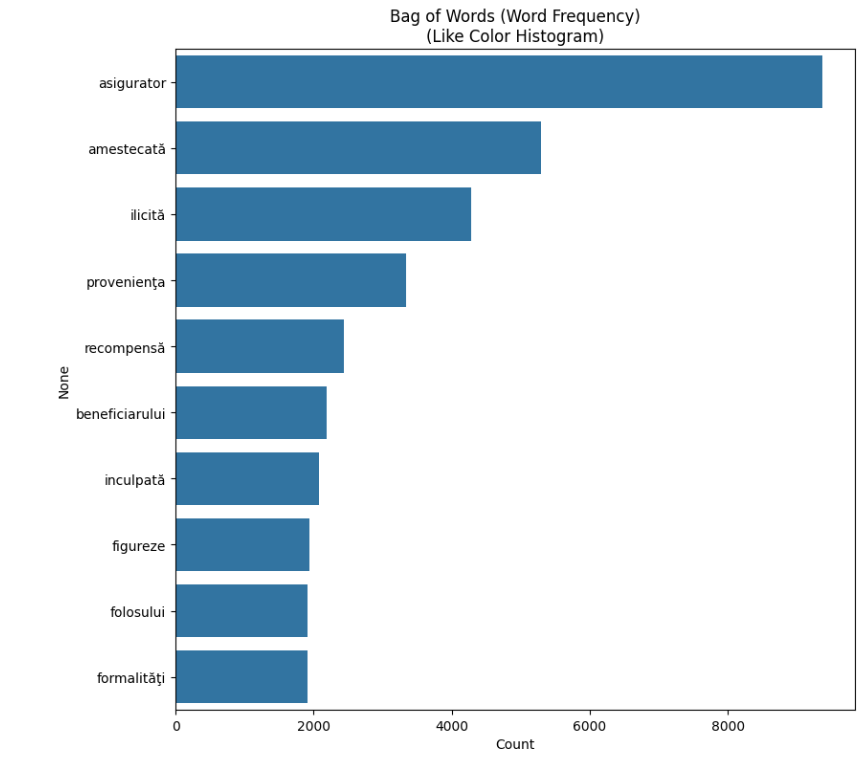 Bag of Words (Word Frequency)
(Like Color Histogram)
asigurator
amestecată
ilicită
provenienţa
recompensă
beneficiarului
inculpată
figureze
folosului
formalităţi
None
0 2000 4000 6000 8000
Count